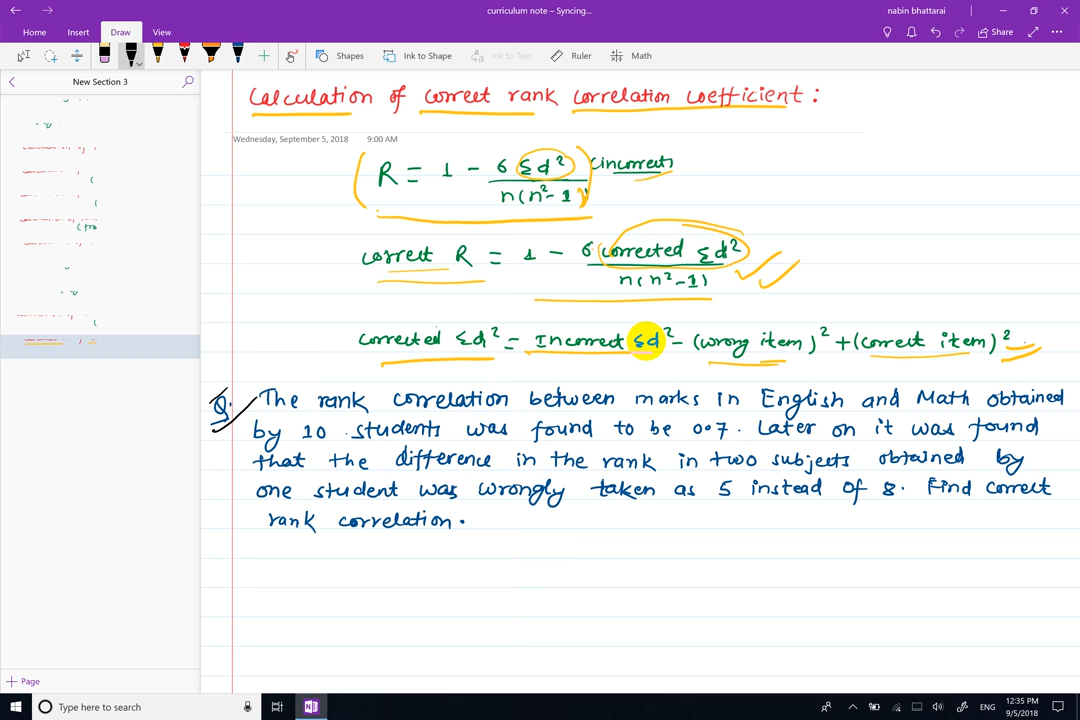 curriculum note – Syncing...
nabin bhattarai
Home Insert Draw View
Share
Shapes Ink to Shape Ink to Text Ruler Math
New Section 3
Calculation of correct rank correlation coefficient :
Wednesday, September 5, 2018 9:00 AM
R = 1 - 6 Σd² / n(n²-1) (incorrect)
correct R = 1 - 6 corrected Σd² / n(n²-1)
corrected Σd² = Incorrect Σd² - (wrong item)² + (correct item)²
Q. The rank correlation between marks in English and Math obtained
by 10 students was found to be 0.7. Later on it was found
that the difference in the rank in two subjects obtained by
one student was wrongly taken as 5 instead of 8. Find correct
rank correlation.
+ Page
Type here to search
ENG
12:35 PM
9/5/2018